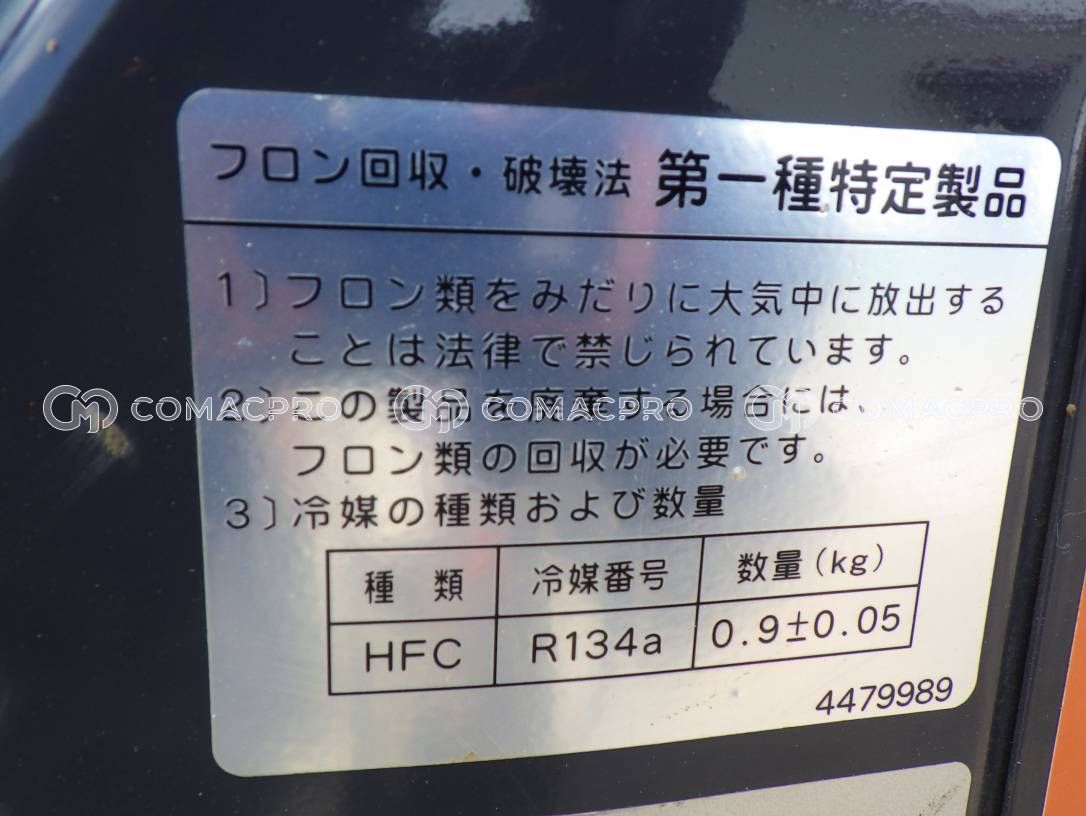 フロン回収・破壊法 第一種特定製品
1）フロン類をみだりに大気中に放出する
ことは法律で禁じられています。
2）この製品を廃棄する場合には、
COMACPRO COMACPRO COMACPRO
フロン類の回収が必要です。
3）冷媒の種類および数量
種 類 冷媒番号 数量(kg)
HFC R134a 0.9±0.05
4479989